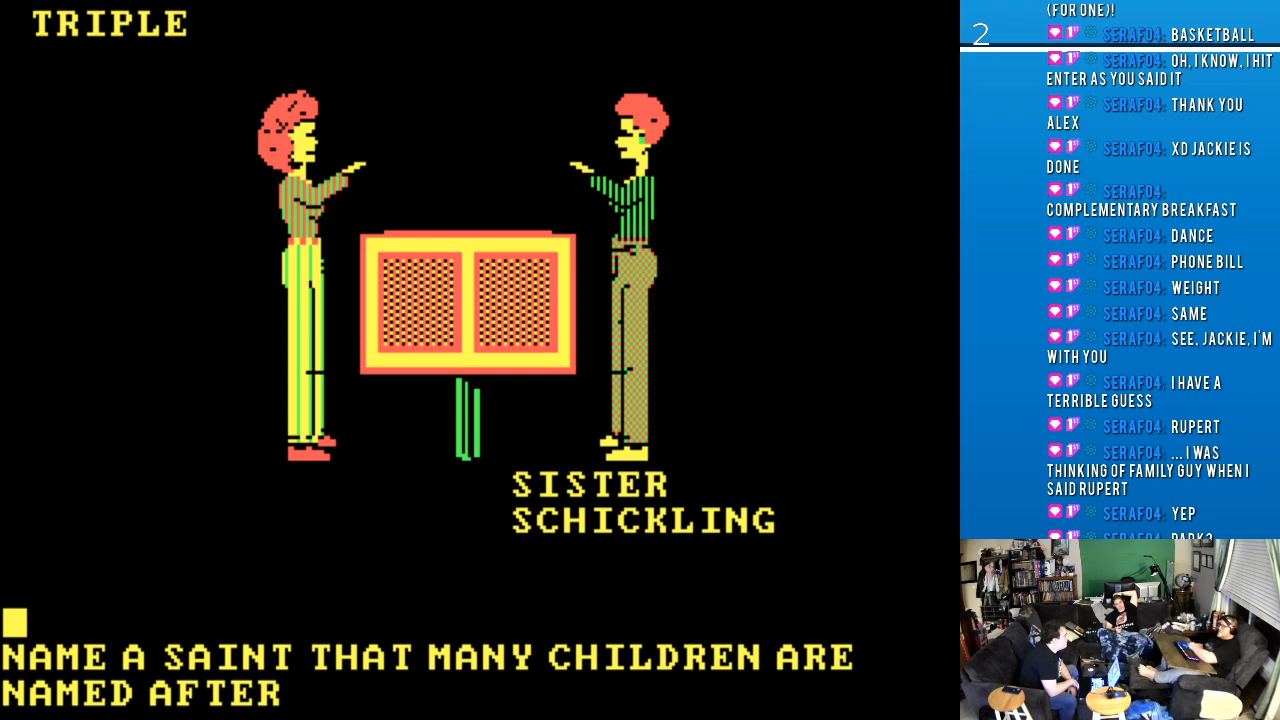 TRIPLE
SISTER
SCHICKLING
NAME A SAINT THAT MANY CHILDREN ARE
NAMED AFTER
2
(FOR ONE)!
SERAF04: BASKETBALL
SERAF04: OH, I KNOW, I HIT
ENTER AS YOU SAID IT
SERAF04: THANK YOU
ALEX
SERAF04: XD JACKIE IS
DONE
SERAF04:
COMPLEMENTARY BREAKFAST
SERAF04: DANCE
SERAF04: PHONE BILL
SERAF04: WEIGHT
SERAF04: SAME
SERAF04: SEE, JACKIE, I'M
WITH YOU
SERAF04: I HAVE A
TERRIBLE GUESS
SERAF04: RUPERT
SERAF04: ... I WAS
THINKING OF FAMILY GUY WHEN I
SAID RUPERT
SERAF04: YEP